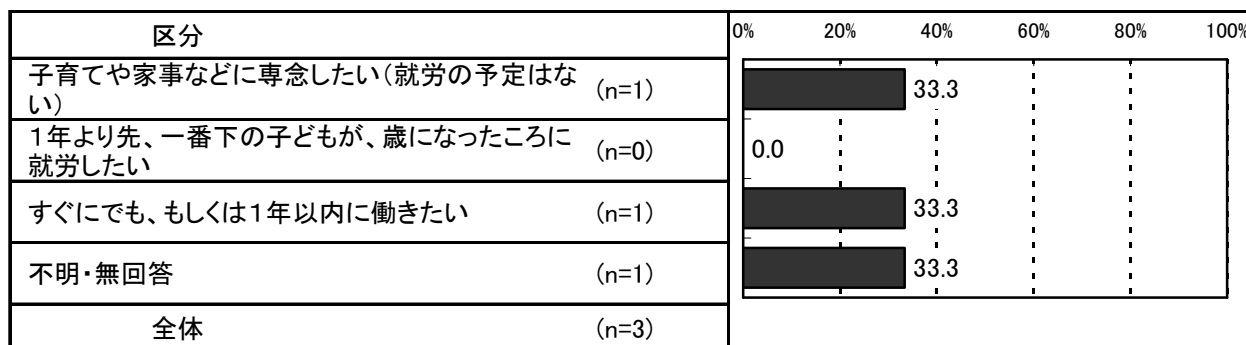 区分
0% 20% 40% 60% 80% 100%
子育てや家事などに専念したい(就労の予定はな
い) (n=1) 33.3
1年より先、一番下の子どもが、歳になったころに
就労したい (n=0) 0.0
すぐにでも、もしくは1年以内に働きたい (n=1) 33.3
不明・無回答 (n=1) 33.3
全体 (n=3)